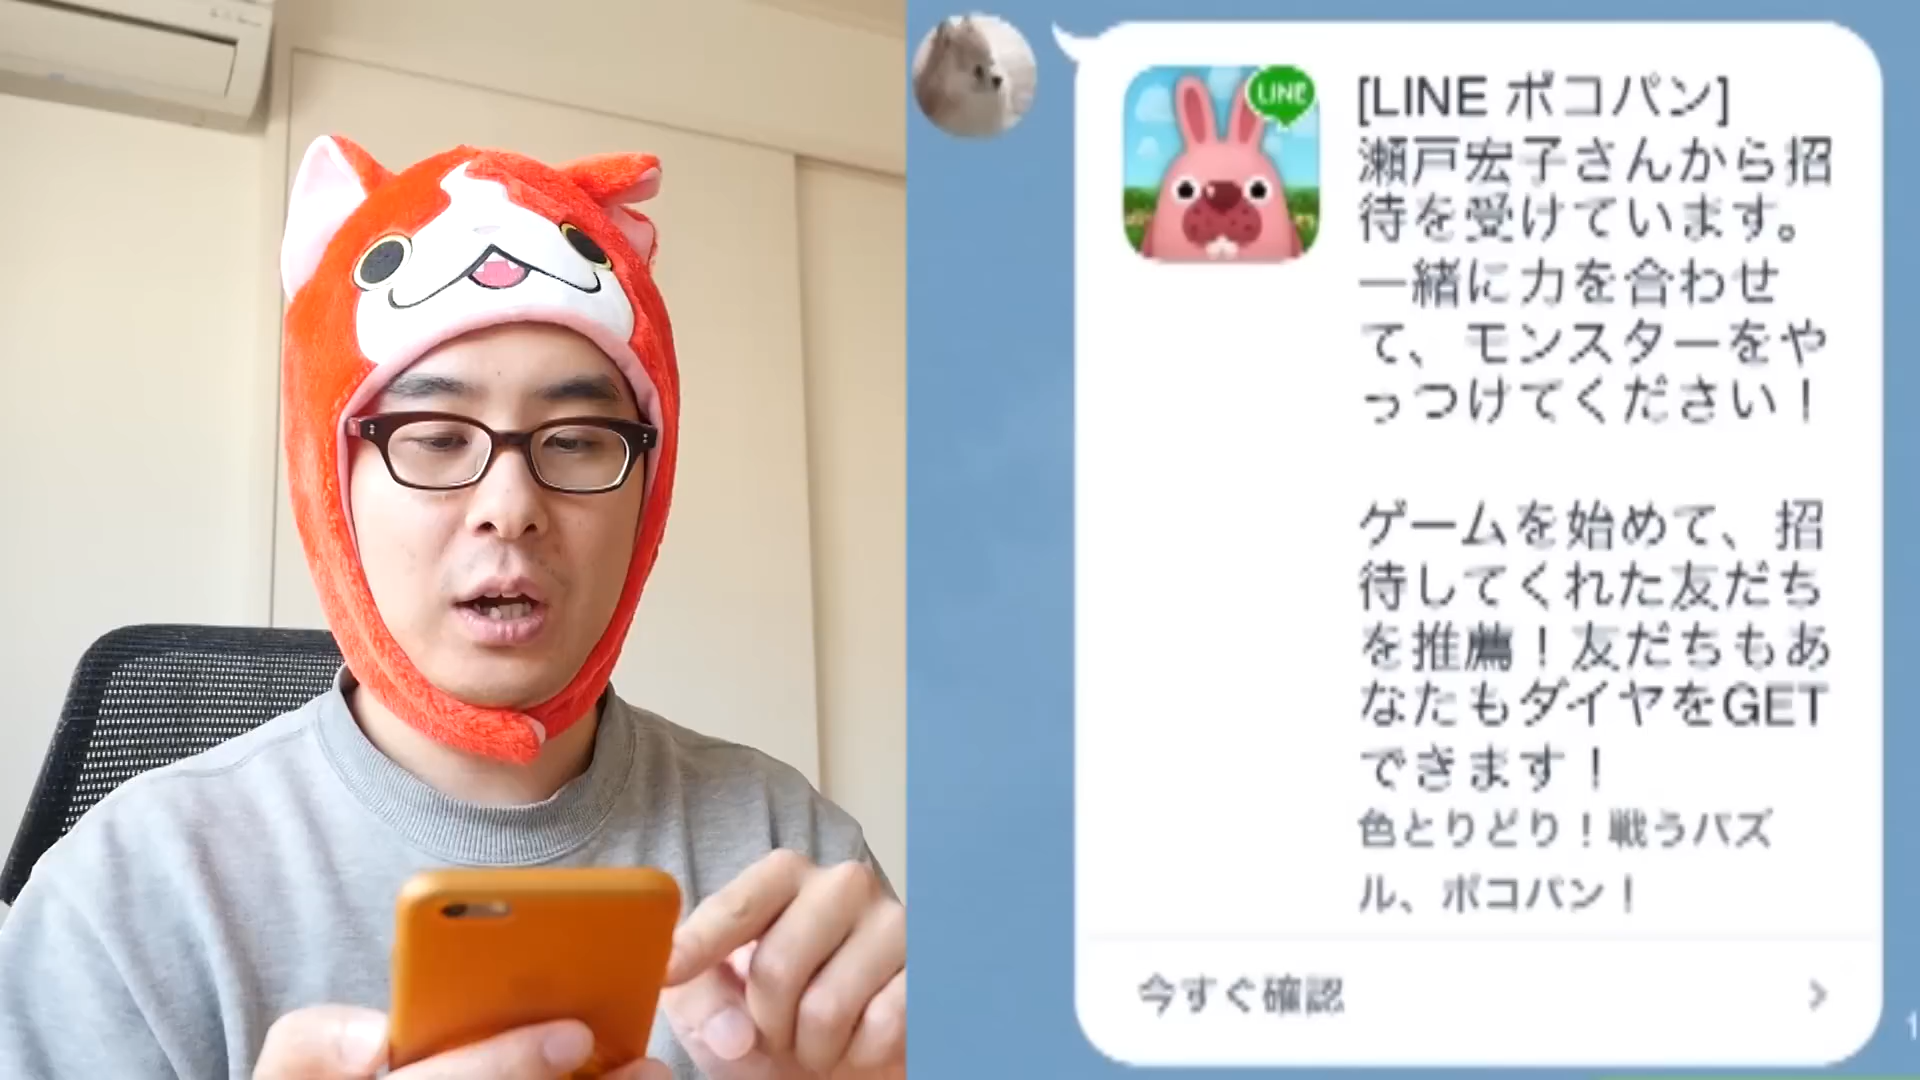 LINE
[LINE ポコパン]
瀬戸宏子さんから招
待を受けています。
一緒に力を合わせ
て、モンスターをや
っつけてください！
ゲームを始めて、招
待してくれた友だち
を推薦！友だちもあ
なたもダイヤをGET
できます！
色とりどり！戦うパズ
ル、ポコパン！
今すぐ確認